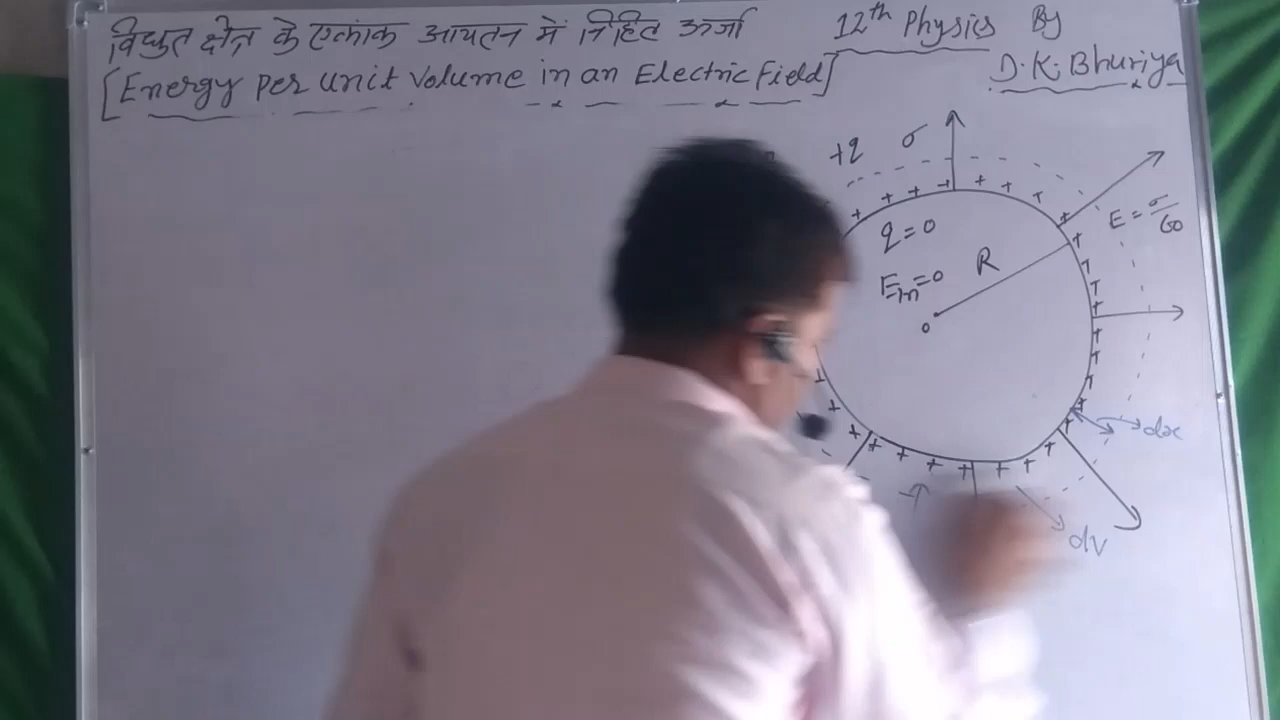 विद्युत क्षेत्र के एकांक आयतन में निहित ऊर्जा
12th Physics By
[Energy Per unit Volume in an Electric Field]
D.K. Bhuriya
+q σ
q=0
E = σ/ε0
R
Ein=0
o
dx
dV